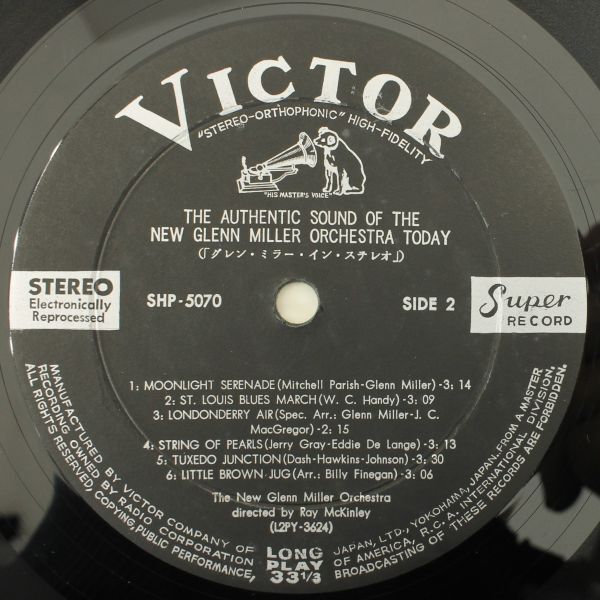 VICTOR
"STEREO-ORTHOPHONIC" HIGH-FIDELITY
"HIS MASTER'S VOICE"
THE AUTHENTIC SOUND OF THE
NEW GLENN MILLER ORCHESTRA TODAY
(『グレン・ミラー・イン・ステレオ』)
STEREO
Electronically
Reprocessed
SHP-5070
SIDE 2
Super
RECORD
1: MOONLIGHT SERENADE (Mitchell Parish-Glenn Miller)-3: 14
2: ST. LOUIS BLUES MARCH (W. C. Handy)-3: 09
3: LONDONDERRY AIR (Spec. Arr.: Glenn Miller-J. C.
MacGregor)-2: 15
4: STRING OF PEARLS (Jerry Gray-Eddie De Lange)-3: 13
5: TUXEDO JUNCTION (Dash-Hawkins-Johnson)-3: 30
6: LITTLE BROWN JUG (Arr.: Billy Finegan)-3: 06
The New Glenn Miller Orchestra
directed by Ray McKinley
(L2PY-3624)
LONG
PLAY
33 1/3
MANUFACTURED BY VICTOR COMPANY OF JAPAN, LTD., YOKOHAMA, JAPAN. FROM A MASTER
RECORDING OWNED BY RADIO CORPORATION OF AMERICA, R.C.A. INTERNATIONAL DIVISION.
ALL RIGHTS RESERVED, COPYING, PUBLIC PERFORMANCE, BROADCASTING OF THESE RECORDS ARE FORBIDDEN.